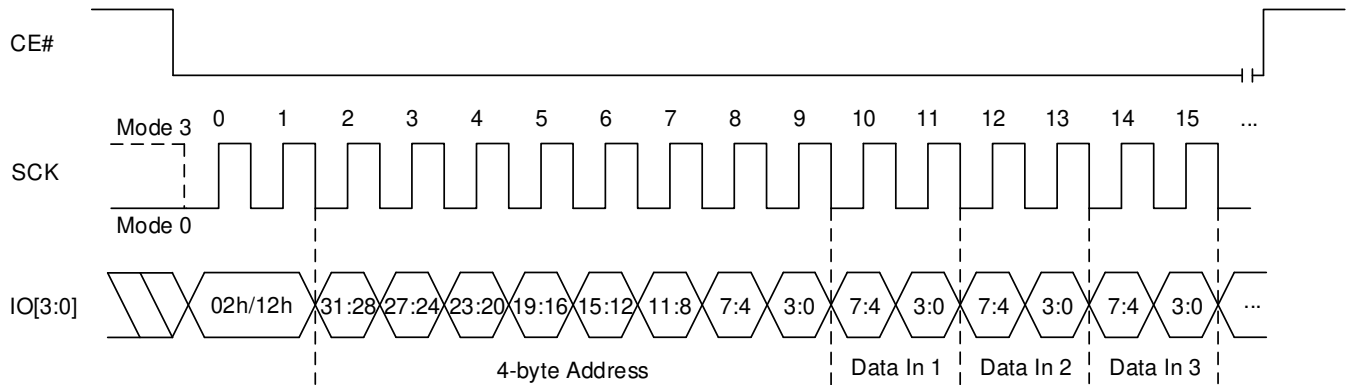 CE#
Mode 3 0 1 2 3 4 5 6 7 8 9 10 11 12 13 14 15 ...
SCK
Mode 0
IO[3:0] 02h/12h 31:28 27:24 23:20 19:16 15:12 11:8 7:4 3:0 7:4 3:0 7:4 3:0 7:4 3:0 ...
4-byte Address Data In 1 Data In 2 Data In 3